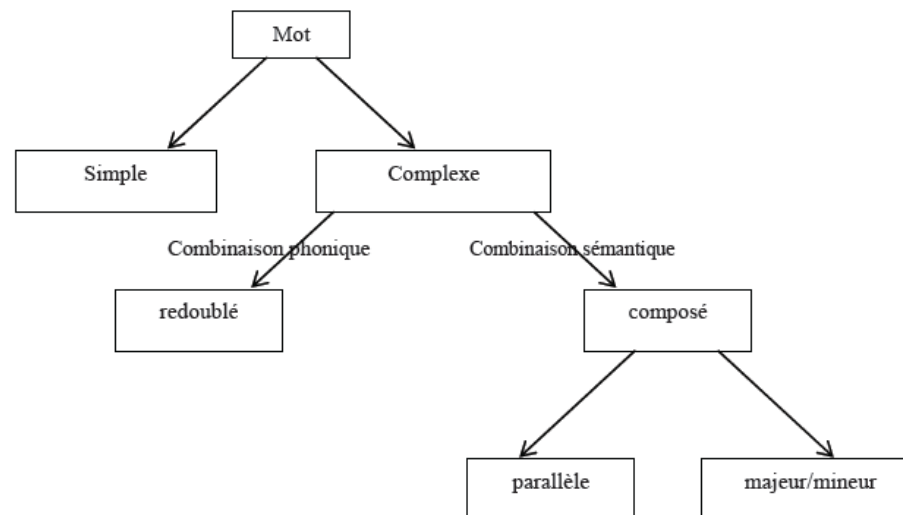 Mot
Simple
Complexe
Combinaison phonique
Combinaison sémantique
redoublé
composé
parallèle
majeur/mineur